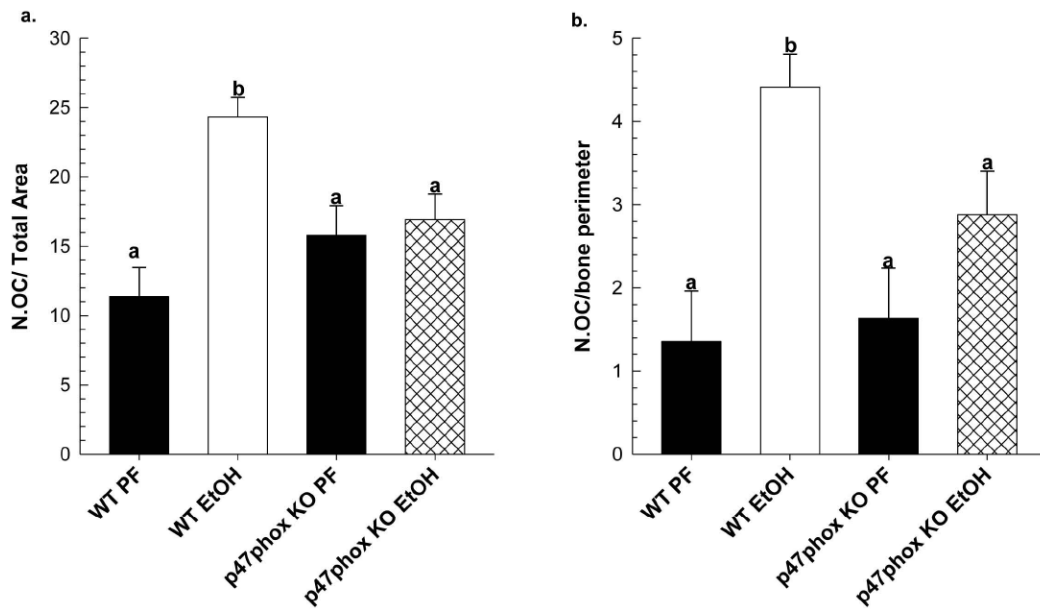 a.
N.OC/ Total Area
30
25
20
15
10
5
0
a
b
a
a
WT PF
WT EtOH
p47phox KO PF
p47phox KO EtOH
b.
N.OC/bone perimeter
5
4
3
2
1
0
a
b
a
a
WT PF
WT EtOH
p47phox KO PF
p47phox KO EtOH